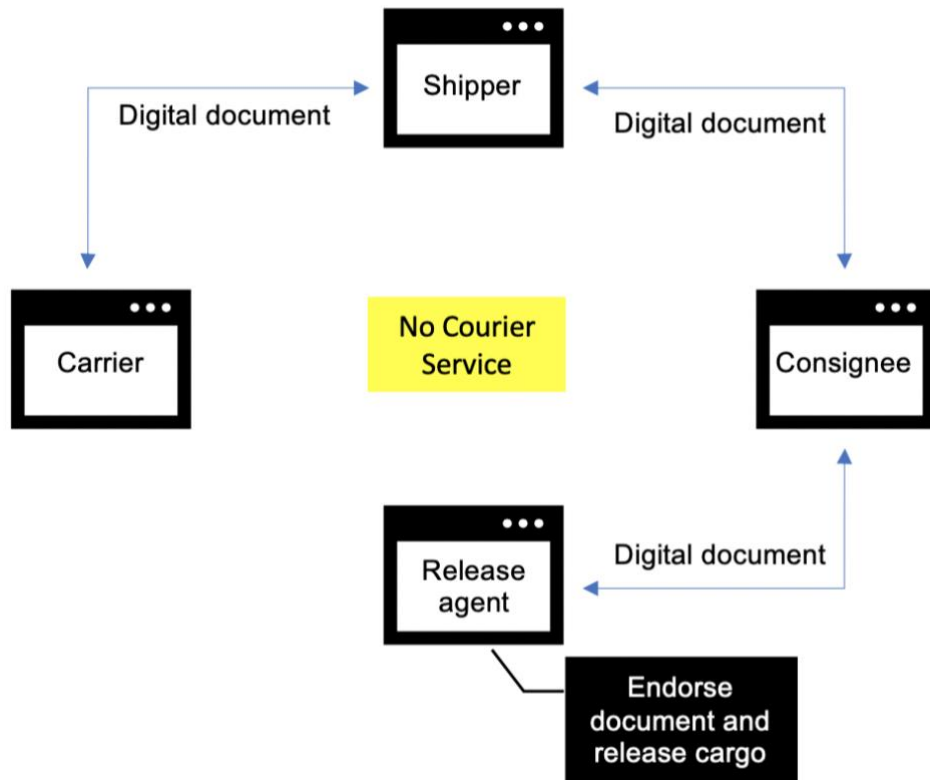 Shipper
Digital document
Digital document
Carrier
No Courier
Service
Consignee
Release
agent
Digital document
Endorse
document and
release cargo